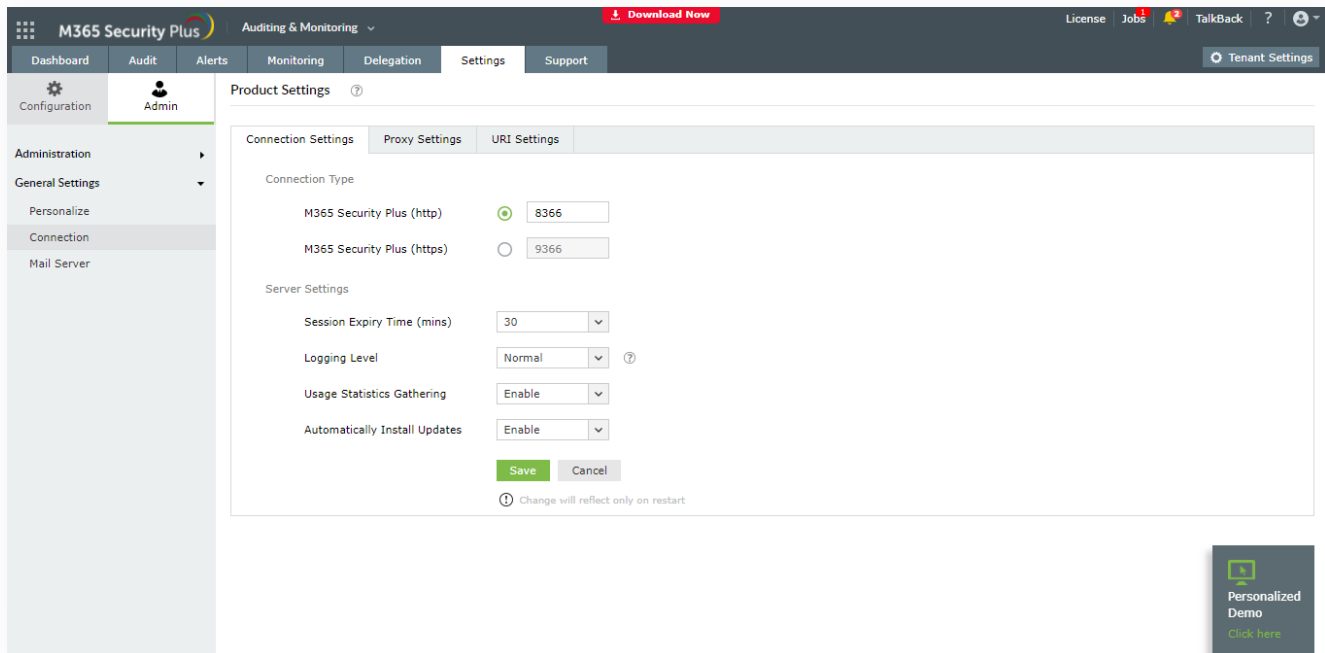 Download Now
M365 Security Plus
Auditing & Monitoring
License Jobs 1 2 TalkBack ?
Dashboard Audit Alerts Monitoring Delegation Settings Support
Tenant Settings
Configuration
Admin
Product Settings ?
Administration
General Settings
Personalize
Connection
Mail Server
Connection Settings Proxy Settings URI Settings
Connection Type
M365 Security Plus (http) 8366
M365 Security Plus (https) 9366
Server Settings
Session Expiry Time (mins) 30
Logging Level Normal ?
Usage Statistics Gathering Enable
Automatically Install Updates Enable
Save Cancel
! Change will reflect only on restart
Personalized
Demo
Click here